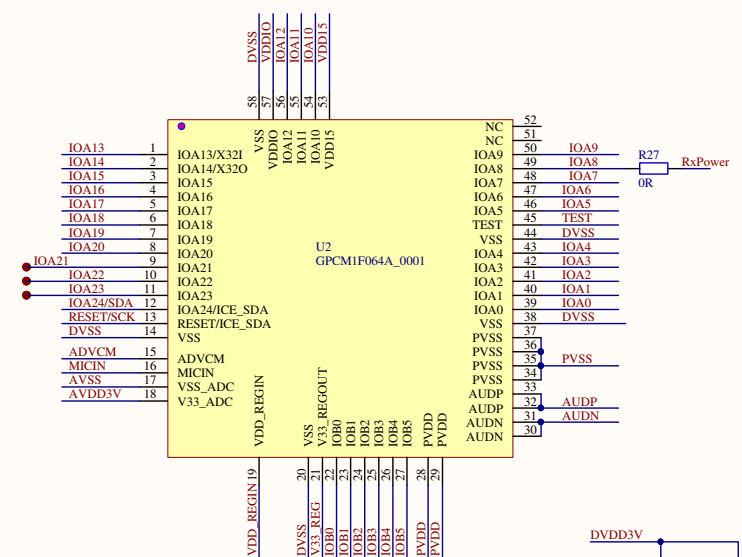 DVSS VDDIO IOA12 IOA11 IOA10 VDD15
58 57 56 55 54 53
VSS VDDIO IOA12 IOA11 IOA10 VDD15
IOA13 1 IOA13/X32I
IOA14 2 IOA14/X32O
IOA15 3 IOA15
IOA16 4 IOA16
IOA17 5 IOA17
IOA18 6 IOA18
IOA19 7 IOA19
IOA20 8 IOA20
IOA21 9 IOA21
IOA22 10 IOA22
IOA23 11 IOA23
IOA24/SDA 12 IOA24/ICE_SDA
RESET/SCK 13 RESET/ICE_SDA
DVSS 14 VSS
ADVCM 15 ADVCM
MICIN 16 MICIN
AVSS 17 VSS_ADC
AVDD3V 18 V33_ADC
U2
GPCM1F064A_0001
NC 52
NC 51
IOA9 50 IOA9
IOA8 49 IOA8
R27
0R
RxPower
IOA7 48 IOA7
IOA6 47 IOA6
IOA5 46 IOA5
TEST 45 TEST
VSS 44 DVSS
IOA4 43 IOA4
IOA3 42 IOA3
IOA2 41 IOA2
IOA1 40 IOA1
IOA0 39 IOA0
VSS 38 DVSS
PVSS 37
PVSS 36
PVSS 35 PVSS
PVSS 34
AUDP 33
AUDP 32 AUDP
AUDN 31 AUDN
AUDN 30
VDD_REGIN VSS V33_REGOUT IOB0 IOB1 IOB2 IOB3 IOB4 IOB5 PVDD PVDD
19 20 21 22 23 24 25 26 27 28 29
VDD_REGIN DVSS V33_REG IOB0 IOB1 IOB2 IOB3 IOB4 IOB5 PVDD PVDD
DVDD3V